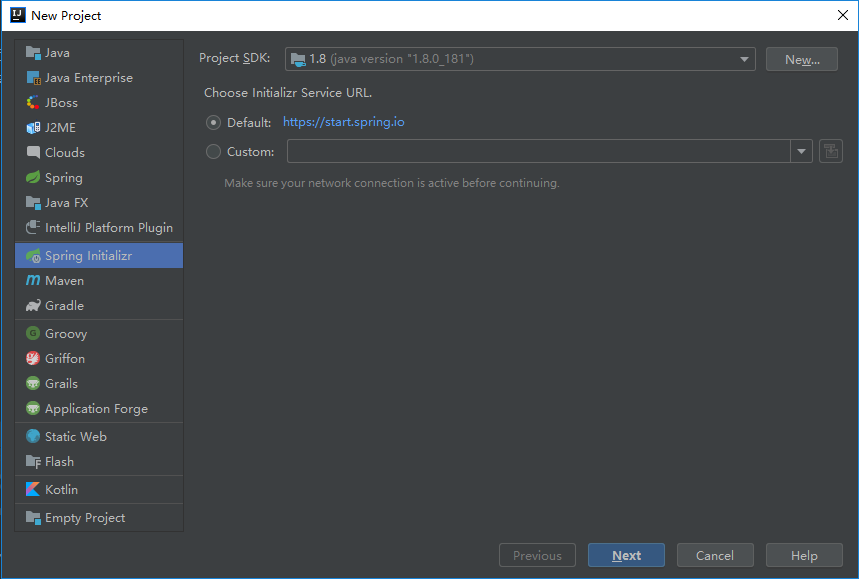 New Project
Java
Java Enterprise
JBoss
J2ME
Clouds
Spring
Java FX
IntelliJ Platform Plugin
Spring Initializr
Maven
Gradle
Groovy
Griffon
Grails
Application Forge
Static Web
Flash
Kotlin
Empty Project
Project SDK: 1.8 (java version "1.8.0_181") New...
Choose Initializr Service URL.
Default: https://start.spring.io
Custom:
Make sure your network connection is active before continuing.
Previous Next Cancel Help